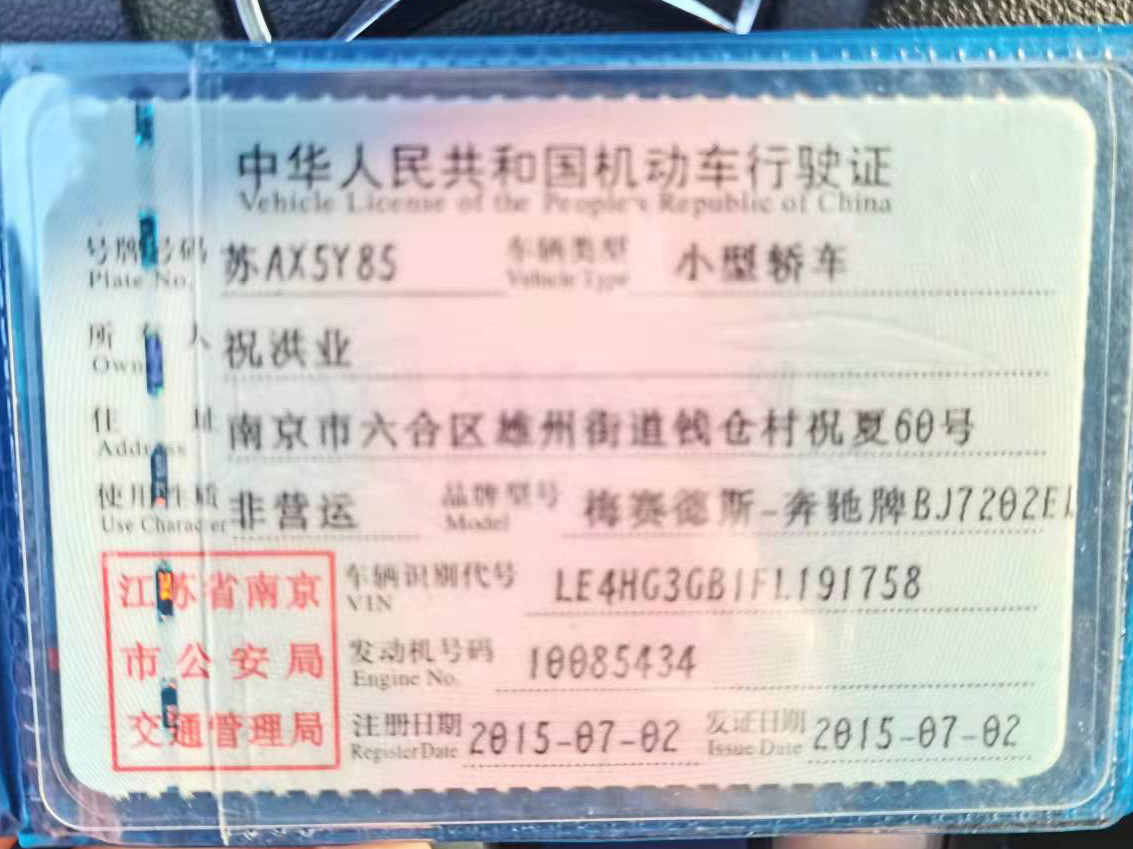 中华人民共和国机动车行驶证
Vehicle License of the People's Republic of China
号牌号码 苏AX5Y85 车辆类型 小型轿车
Plate No. Vehicle Type
所有人 祝洪业
Owner
住址 南京市六合区雄州街道钱仓村祝夏60号
Address
使用性质 非营运 品牌型号 梅赛德斯-奔驰牌BJ7202E
Use Character Model
江苏省南京
市公安局
交通管理局
车辆识别代号 LE4HG3GB1FL191758
VIN
发动机号码 10085434
Engine No.
注册日期 2015-07-02 发证日期 2015-07-02
Register Date Issue Date